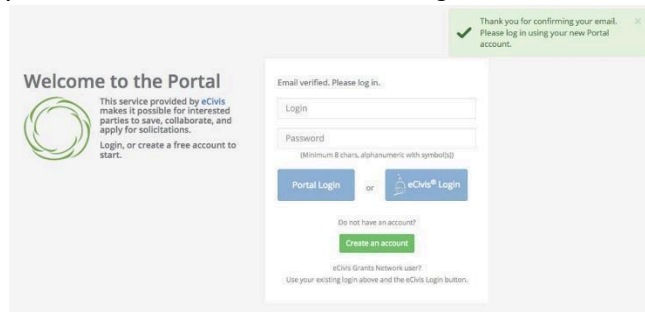 Thank you for confirming your email.
Please log in using your new Portal
account.
Welcome to the Portal
This service provided by eCivis
makes it possible for interested
parties to save, collaborate, and
apply for solicitations.
Login, or create a free account to
start.
Email verified. Please log in.
Login
Password
(Minimum 8 chars, alphanumeric with symbol(s))
Portal Login
or
eCivis® Login
Do not have an account?
Create an account
eCivis Grants Network user?
Use your existing login above and the eCivis Login button.